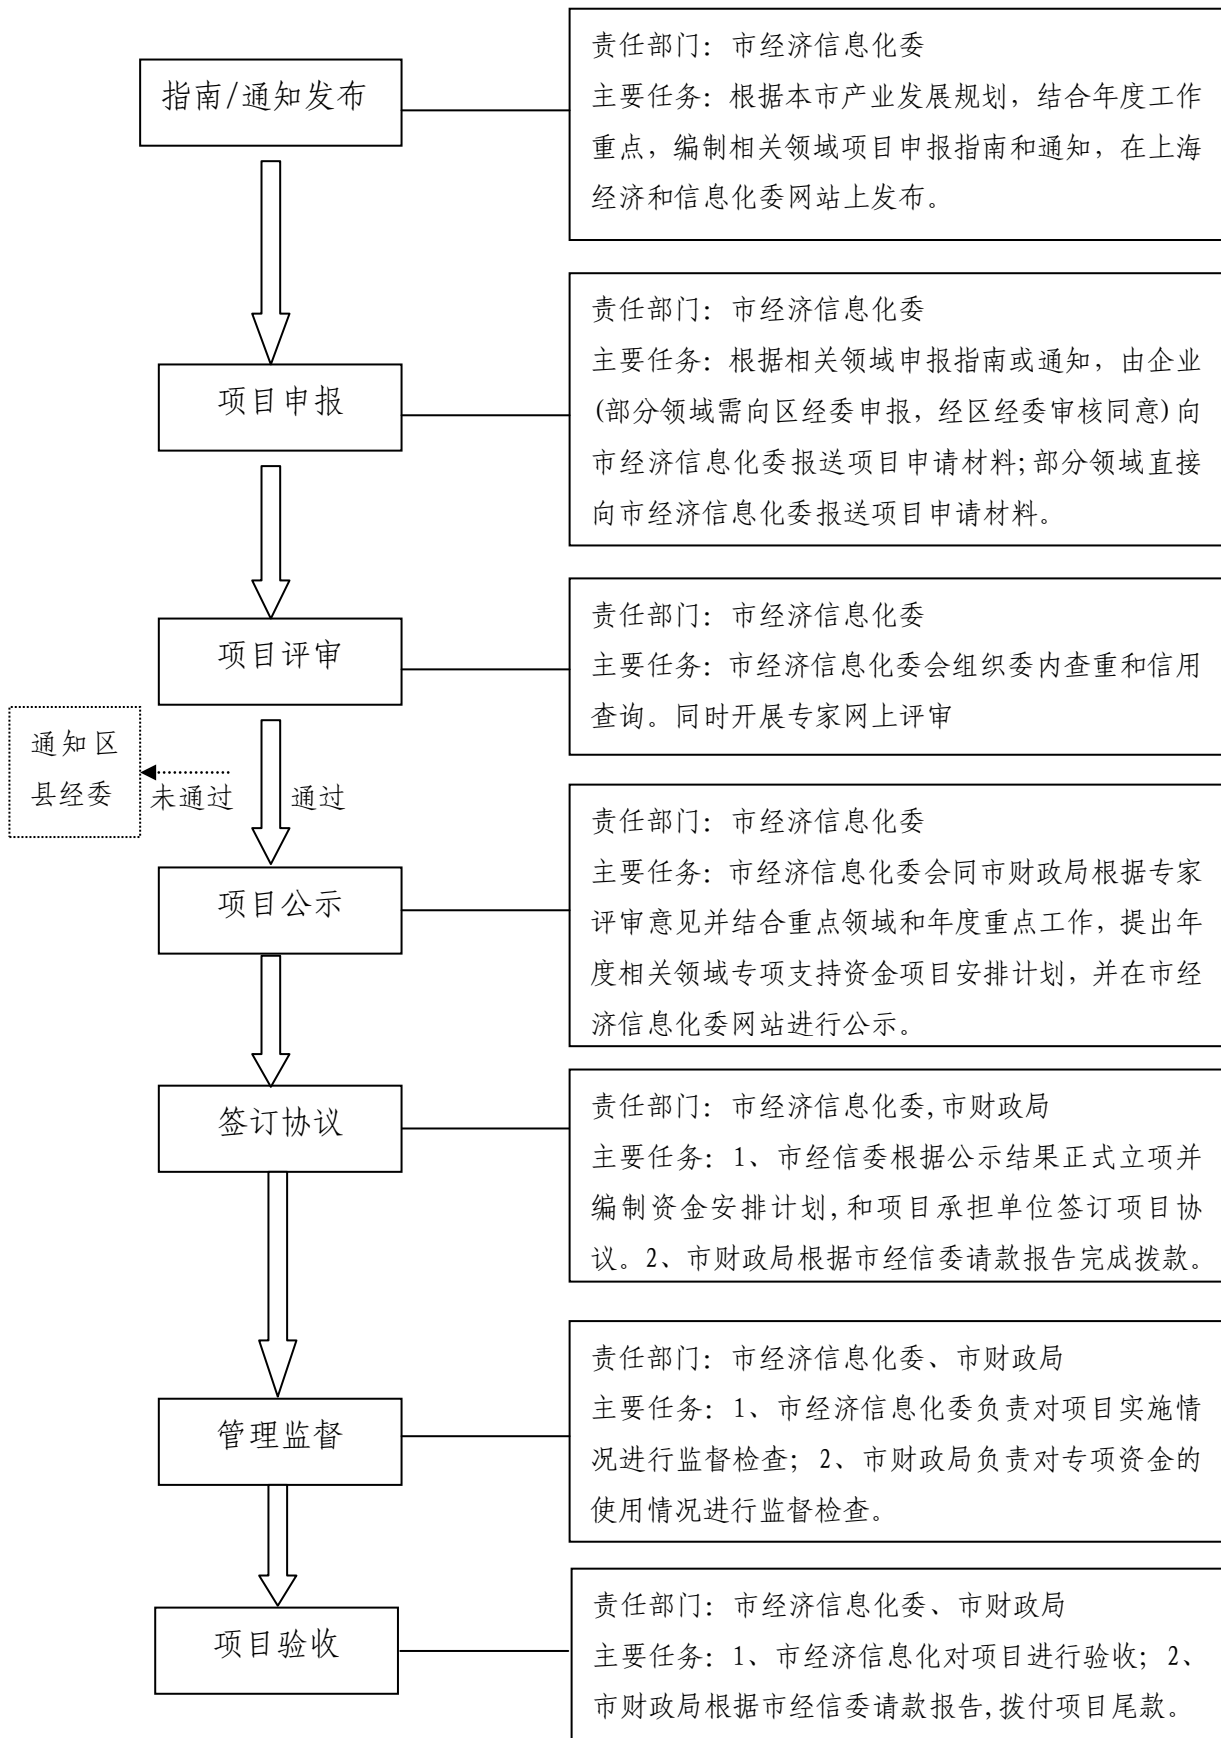 指南/通知发布
责任部门：市经济信息化委
主要任务：根据本市产业发展规划，结合年度工作
重点，编制相关领域项目申报指南和通知，在上海
经济和信息化委网站上发布。
项目申报
责任部门：市经济信息化委
主要任务：根据相关领域申报指南或通知，由企业
(部分领域需向区经委申报，经区经委审核同意)向
市经济信息化委报送项目申请材料;部分领域直接
向市经济信息化委报送项目申请材料。
项目评审
责任部门：市经济信息化委
主要任务：市经济信息化委会组织委内查重和信用
查询。同时开展专家网上评审
通知区
县经委
未通过
通过
项目公示
责任部门：市经济信息化委
主要任务：市经济信息化委会同市财政局根据专家
评审意见并结合重点领域和年度重点工作，提出年
度相关领域专项支持资金项目安排计划，并在市经
济信息化委网站进行公示。
签订协议
责任部门：市经济信息化委,市财政局
主要任务：1、市经信委根据公示结果正式立项并
编制资金安排计划,和项目承担单位签订项目协
议。2、市财政局根据市经信委请款报告完成拨款。
管理监督
责任部门：市经济信息化委、市财政局
主要任务：1、市经济信息化委负责对项目实施情
况进行监督检查；2、市财政局负责对专项资金的
使用情况进行监督检查。
项目验收
责任部门：市经济信息化委、市财政局
主要任务：1、市经济信息化对项目进行验收；2、
市财政局根据市经信委请款报告,拨付项目尾款。